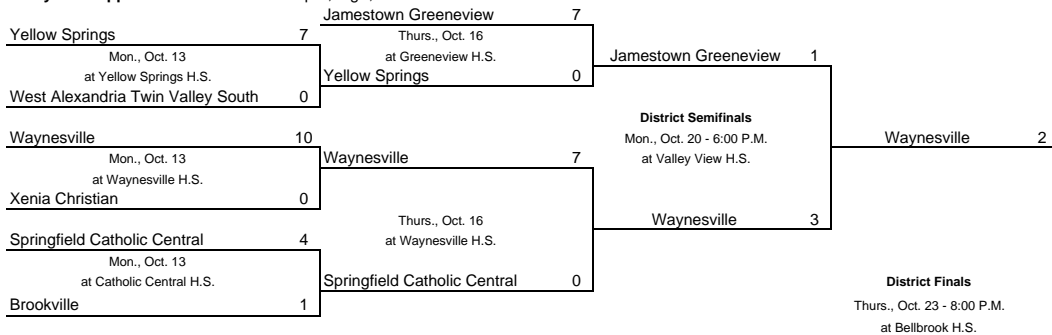 Jamestown Greeneview 7
Yellow Springs 7
Thurs., Oct. 16
Mon., Oct. 13
at Greeneview H.S.
Jamestown Greeneview 1
at Yellow Springs H.S.
Yellow Springs 0
West Alexandria Twin Valley South 0
District Semifinals
Waynesville 10
Mon., Oct. 20 - 6:00 P.M.
Waynesville 2
Mon., Oct. 13
Waynesville 7
at Valley View H.S.
at Waynesville H.S.
Xenia Christian 0
Thurs., Oct. 16
Waynesville 3
Springfield Catholic Central 4
at Waynesville H.S.
Mon., Oct. 13
at Catholic Central H.S.
Springfield Catholic Central 0
District Finals
Brookville 1
Thurs., Oct. 23 - 8:00 P.M.
at Bellbrook H.S.